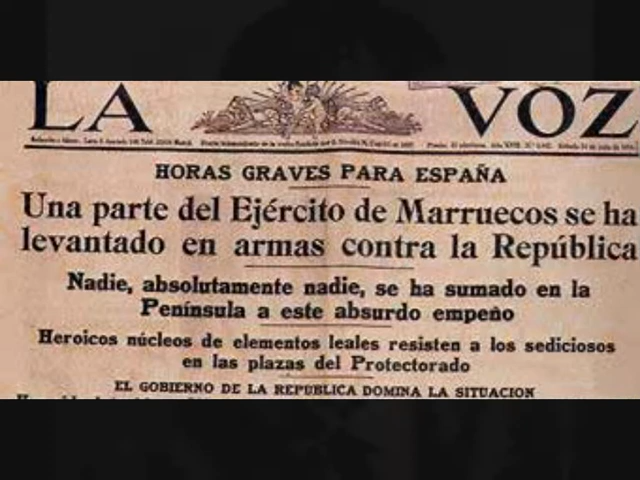 LA VOZ
HORAS GRAVES PARA ESPAÑA
Una parte del Ejército de Marruecos se ha
levantado en armas contra la República
Nadie, absolutamente nadie, se ha sumado en la
Península a este absurdo empeño
Heroicos núcleos de elementos leales resisten a los sediciosos
en las plazas del Protectorado
EL GOBIERNO DE LA REPUBLICA DOMINA LA SITUACION